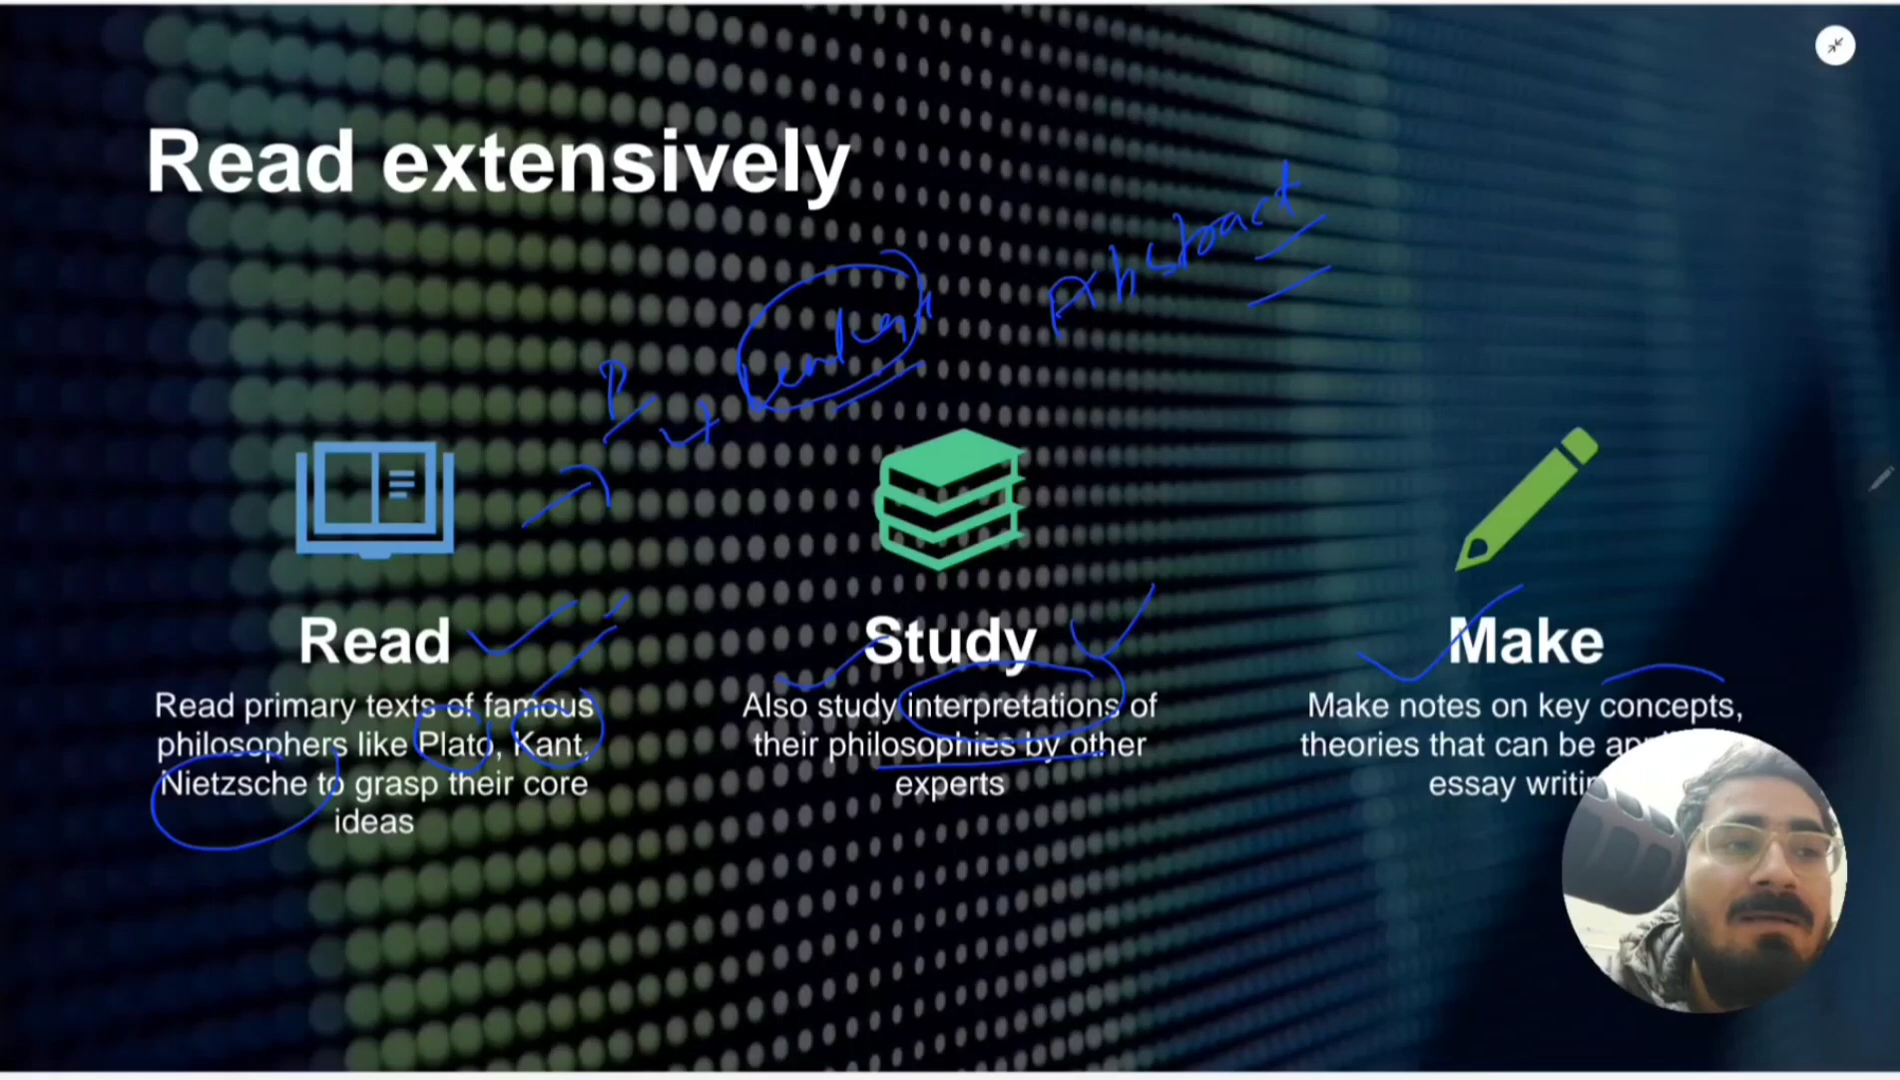 Read extensively
Abstract
Read
Read primary texts of famous
philosophers like Plato, Kant,
Nietzsche to grasp their core
ideas
Study
Also study interpretations of
their philosophies by other
experts
Make
Make notes on key concepts,
theories that can be
essay